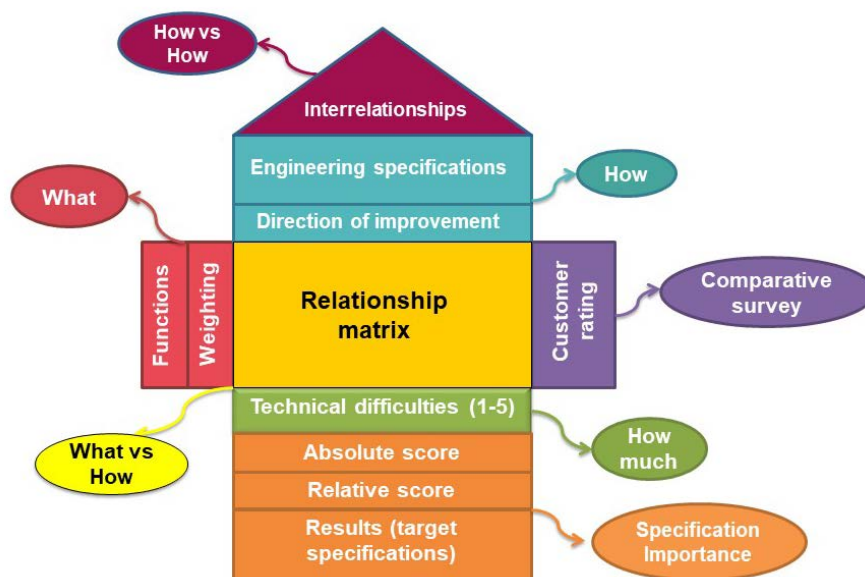 How vs
How
Interrelationships
Engineering specifications
How
What
Direction of improvement
Functions
Weighting
Relationship
matrix
Customer
rating
Comparative
survey
Technical difficulties (1-5)
What vs
How
Absolute score
How
much
Relative score
Results (target
specifications)
Specification
Importance